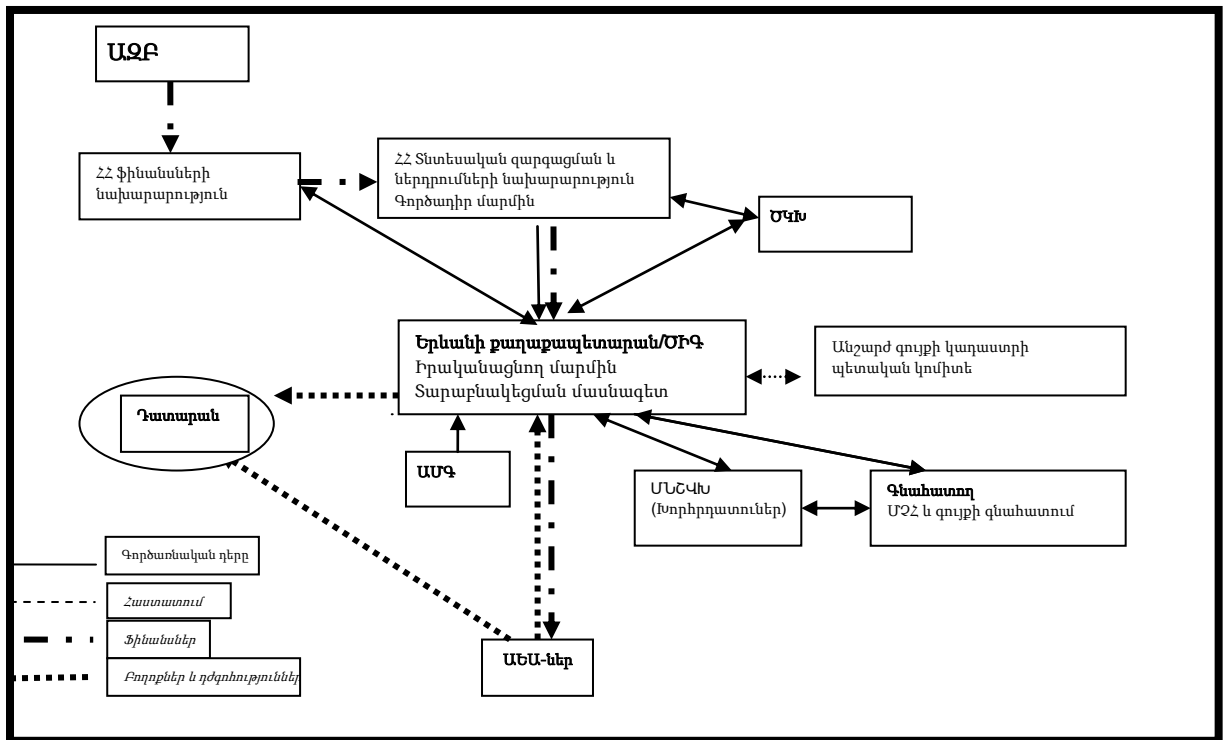 ԱԶԲ
ՀՀ ֆինանսների
նախարարություն
ՀՀ Տնտեսական զարգացման և
ներդրումների նախարարություն
Գործադիր մարմին
ԾԿԽ
Երևանի քաղաքապետարան/ԾԻԳ
Իրականացնող մարմին
Տարաբնակեցման մասնագետ
Անշարժ գույքի կադաստրի
պետական կոմիտե
Դատարան
ԱՄԳ
ՄՆՇՎԽ
(Խորհրդատուներ)
Գնահատող
ՄՉՀ և գույքի գնահատում
Գործառնական դերը
Հաստատում
Ֆինանսներ
Բողոքներ և դժգոհություններ
ԱԵԱ-ներ